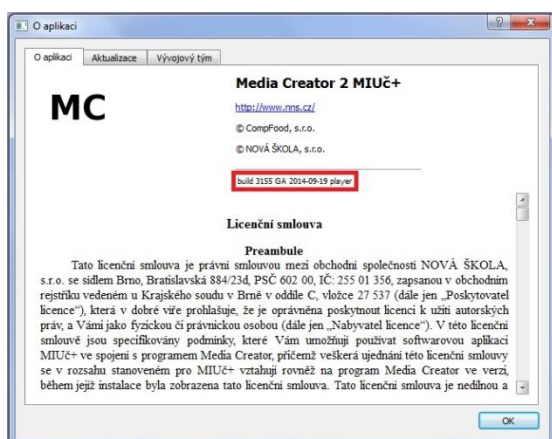 O aplikaci
O aplikaci
Aktualizace
Vývojový tým
MC
Media Creator 2 MIUč+
http://www.nns.cz/
© CompFood, s.r.o.
© NOVÁ ŠKOLA, s.r.o.
build 3155 GA 2014-09-19 player
Licenční smlouva
Preambule
Tato licenční smlouva je právní smlouvou mezi obchodní společností NOVÁ ŠKOLA,
s.r.o. se sídlem Brno, Bratislavská 884/23d, PSČ 602 00, IČ: 255 01 356, zapsanou v obchodním
rejstříku vedeném u Krajského soudu v Brně v oddíle C, vložce 27 537 (dále jen „Poskytovatel
licence“), která v dobré víře prohlašuje, že je oprávněna poskytnout licenci k užití autorských
práv, a Vámi jako fyzickou či právnickou osobou (dále jen „Nabyvatel licence“). V této licenční
smlouvě jsou specifikovány podmínky, které Vám umožňují používat softwarovou aplikaci
MIUč+ ve spojení s programem Media Creator, přičemž veškerá ujednání této licenční smlouvy
se v rozsahu stanoveném pro MIUč+ vztahují rovněž na program Media Creator ve verzi,
během jejíž instalace byla zobrazena tato licenční smlouva. Tato licenční smlouva je nedílnou a
OK